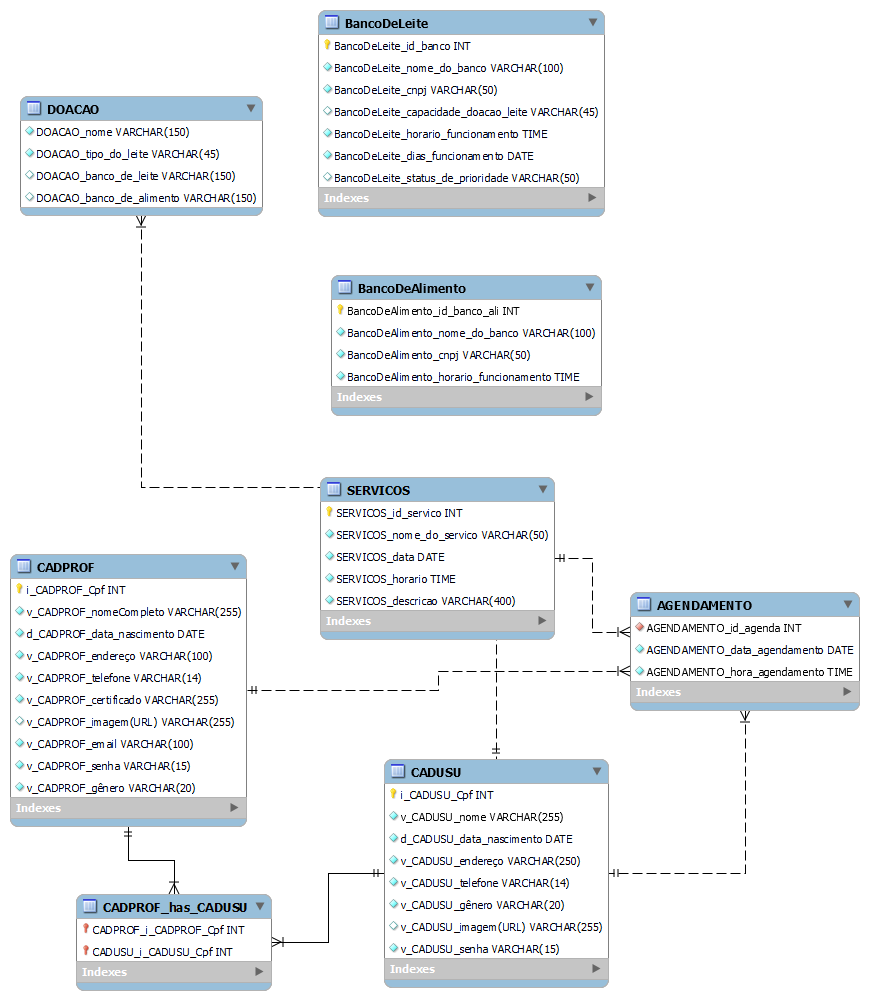 BancoDeLeite
BancoDeLeite_id_banco INT
BancoDeLeite_nome_do_banco VARCHAR(100)
BancoDeLeite_cnpj VARCHAR(50)
BancoDeLeite_capacidade_doacao_leite VARCHAR(45)
BancoDeLeite_horario_funcionamento TIME
BancoDeLeite_dias_funcionamento DATE
BancoDeLeite_status_de_prioridade VARCHAR(50)
Indexes
DOACAO
DOACAO_nome VARCHAR(150)
DOACAO_tipo_do_leite VARCHAR(45)
DOACAO_banco_de_leite VARCHAR(150)
DOACAO_banco_de_alimento VARCHAR(150)
BancoDeAlimento
BancoDeAlimento_id_banco_ali INT
BancoDeAlimento_nome_do_banco VARCHAR(100)
BancoDeAlimento_cnpj VARCHAR(50)
BancoDeAlimento_horario_funcionamento TIME
Indexes
SERVICOS
SERVICOS_id_servico INT
SERVICOS_nome_do_servico VARCHAR(50)
SERVICOS_data DATE
SERVICOS_horario TIME
SERVICOS_descricao VARCHAR(400)
Indexes
CADPROF
i_CADPROF_Cpf INT
v_CADPROF_nomeCompleto VARCHAR(255)
d_CADPROF_data_nascimento DATE
v_CADPROF_endereço VARCHAR(100)
v_CADPROF_telefone VARCHAR(14)
v_CADPROF_certificado VARCHAR(255)
v_CADPROF_imagem(URL) VARCHAR(255)
v_CADPROF_email VARCHAR(100)
v_CADPROF_senha VARCHAR(15)
v_CADPROF_gênero VARCHAR(20)
Indexes
AGENDAMENTO
AGENDAMENTO_id_agenda INT
AGENDAMENTO_data_agendamento DATE
AGENDAMENTO_hora_agendamento TIME
Indexes
CADUSU
i_CADUSU_Cpf INT
v_CADUSU_nome VARCHAR(255)
d_CADUSU_data_nascimento DATE
v_CADUSU_endereço VARCHAR(250)
v_CADUSU_telefone VARCHAR(14)
v_CADUSU_gênero VARCHAR(20)
v_CADUSU_imagem(URL) VARCHAR(255)
v_CADUSU_senha VARCHAR(15)
Indexes
CADPROF_has_CADUSU
CADPROF_i_CADPROF_Cpf INT
CADUSU_i_CADUSU_Cpf INT
Indexes